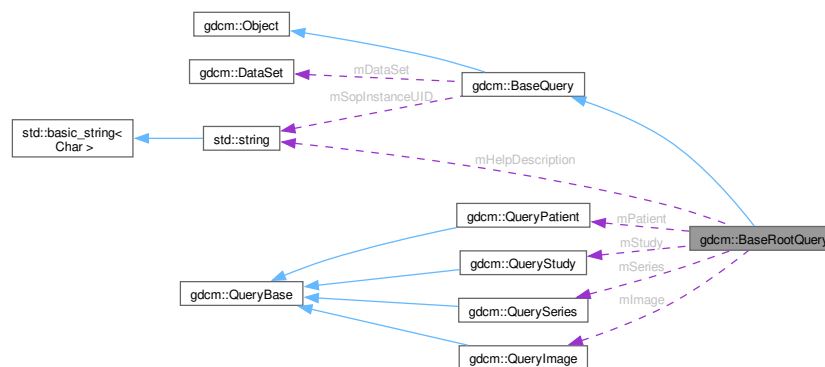 gdcm::Object
gdcm::DataSet
mDataSet
gdcm::BaseQuery
mSopInstanceUID
std::basic_string<
Char >
std::string
mHelpDescription
gdcm::QueryPatient
mPatient
gdcm::BaseRootQuery
mStudy
gdcm::QueryStudy
mSeries
gdcm::QueryBase
gdcm::QuerySeries
mImage
gdcm::QueryImage